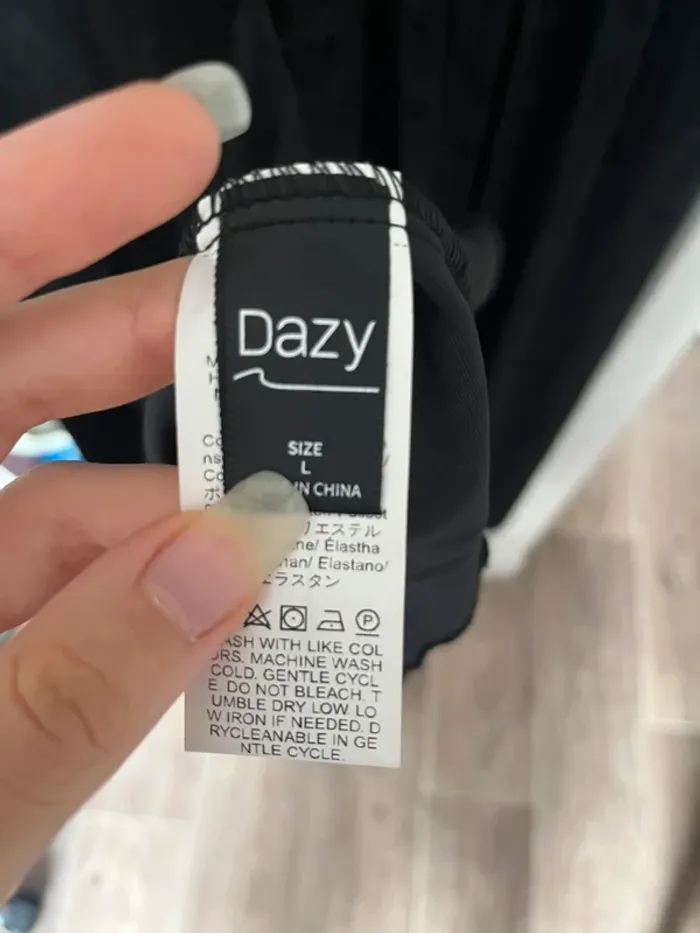 Dazy
SIZE
L
IN CHINA
エステル
Élastha
Elastano/
エラスタン
P
WITH LIKE COL
ORS. MACHINE WASH
COLD. GENTLE CYCL
E. DO NOT BLEACH. T
UMBLE DRY LOW. LO
W IRON IF NEEDED. D
RYCLEANABLE IN GE
NTLE CYCLE.